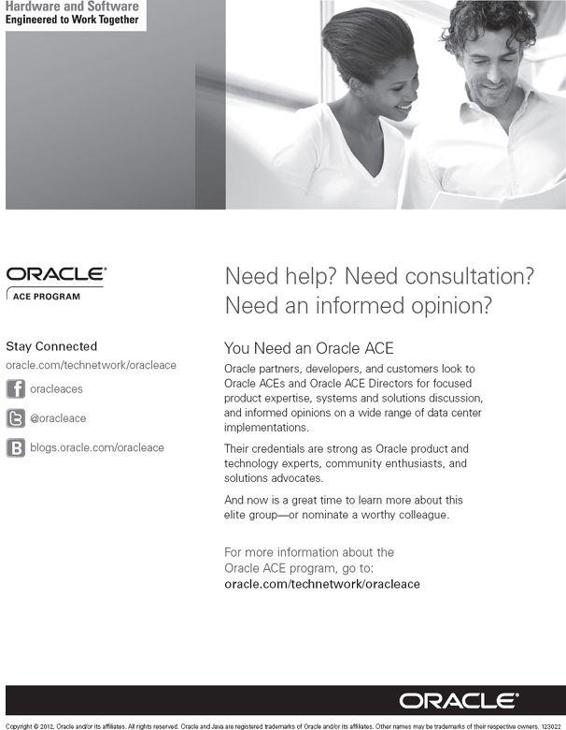 Hardware and Software
Engineered to Work Together
ORACLE®
ACE PROGRAM
Stay Connected
oracle.com/technetwork/oracleace
oracleaces
@oracleace
blogs.oracle.com/oracleace
Need help? Need consultation?
Need an informed opinion?
You Need an Oracle ACE
Oracle partners, developers, and customers look to
Oracle ACEs and Oracle ACE Directors for focused
product expertise, systems and solutions discussion,
and informed opinions on a wide range of data center
implementations.
Their credentials are strong as Oracle product and
technology experts, community enthusiasts, and
solutions advocates.
And now is a great time to learn more about this
elite group—or nominate a worthy colleague.
For more information about the
Oracle ACE program, go to:
oracle.com/technetwork/oracleace
ORACLE®
Copyright © 2012, Oracle and/or its affiliates. All rights reserved. Oracle and Java are registered trademarks of Oracle and/or its affiliates. Other names may be trademarks of their respective owners. 123022